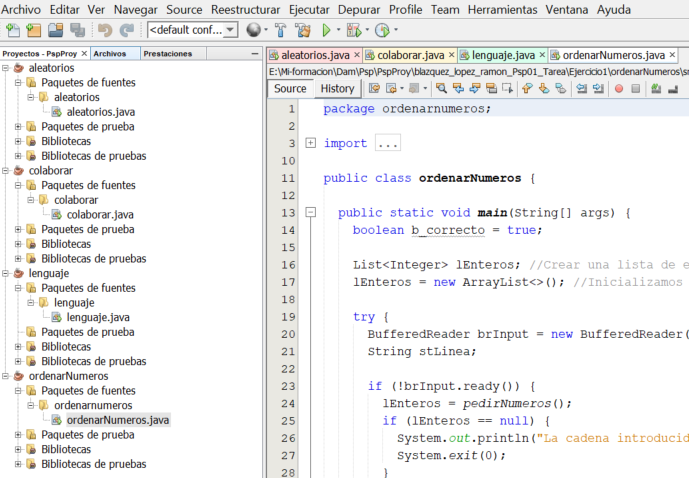 Archivo Editar Ver Navegar Source Reestructurar Ejecutar Depurar Profile Team Herramientas Ventana Ayuda
<default conf...
Proyectos - PspProy × Archivos Prestaciones
aleatorios
Paquetes de fuentes
aleatorios
aleatorios.java
Paquetes de prueba
Bibliotecas
Bibliotecas de pruebas
colaborar
Paquetes de fuentes
colaborar
colaborar.java
Paquetes de prueba
Bibliotecas
Bibliotecas de pruebas
lenguaje
Paquetes de fuentes
lenguaje
lenguaje.java
Paquetes de prueba
Bibliotecas
Bibliotecas de pruebas
ordenarNumeros
Paquetes de fuentes
ordenarnumeros
ordenarNumeros.java
Paquetes de prueba
Bibliotecas
Bibliotecas de pruebas
aleatorios.java × colaborar.java × lenguaje.java × ordenarNumeros.java ×
E:\Mi-formacion\Dam\Psp\PspProy\blazquez_lopez_ramon_Psp01_Tarea\Ejercicio1\ordenarNumeros\sr
Source History
1 package ordenarnumeros;
2
3 import ...
10
11 public class ordenarNumeros {
12
13 public static void main(String[] args) {
14 boolean b_correcto = true;
15
16 List<Integer> lEnteros; //Crear una lista de e
17 lEnteros = new ArrayList<>(); //Inicializamos
18
19 try {
20 BufferedReader brInput = new BufferedReader(
21 String stLinea;
22
23 if (!brInput.ready()) {
24 lEnteros = pedirNumeros();
25 if (lEnteros == null) {
26 System.out.println("La cadena introducid
27 System.exit(0);
28 }